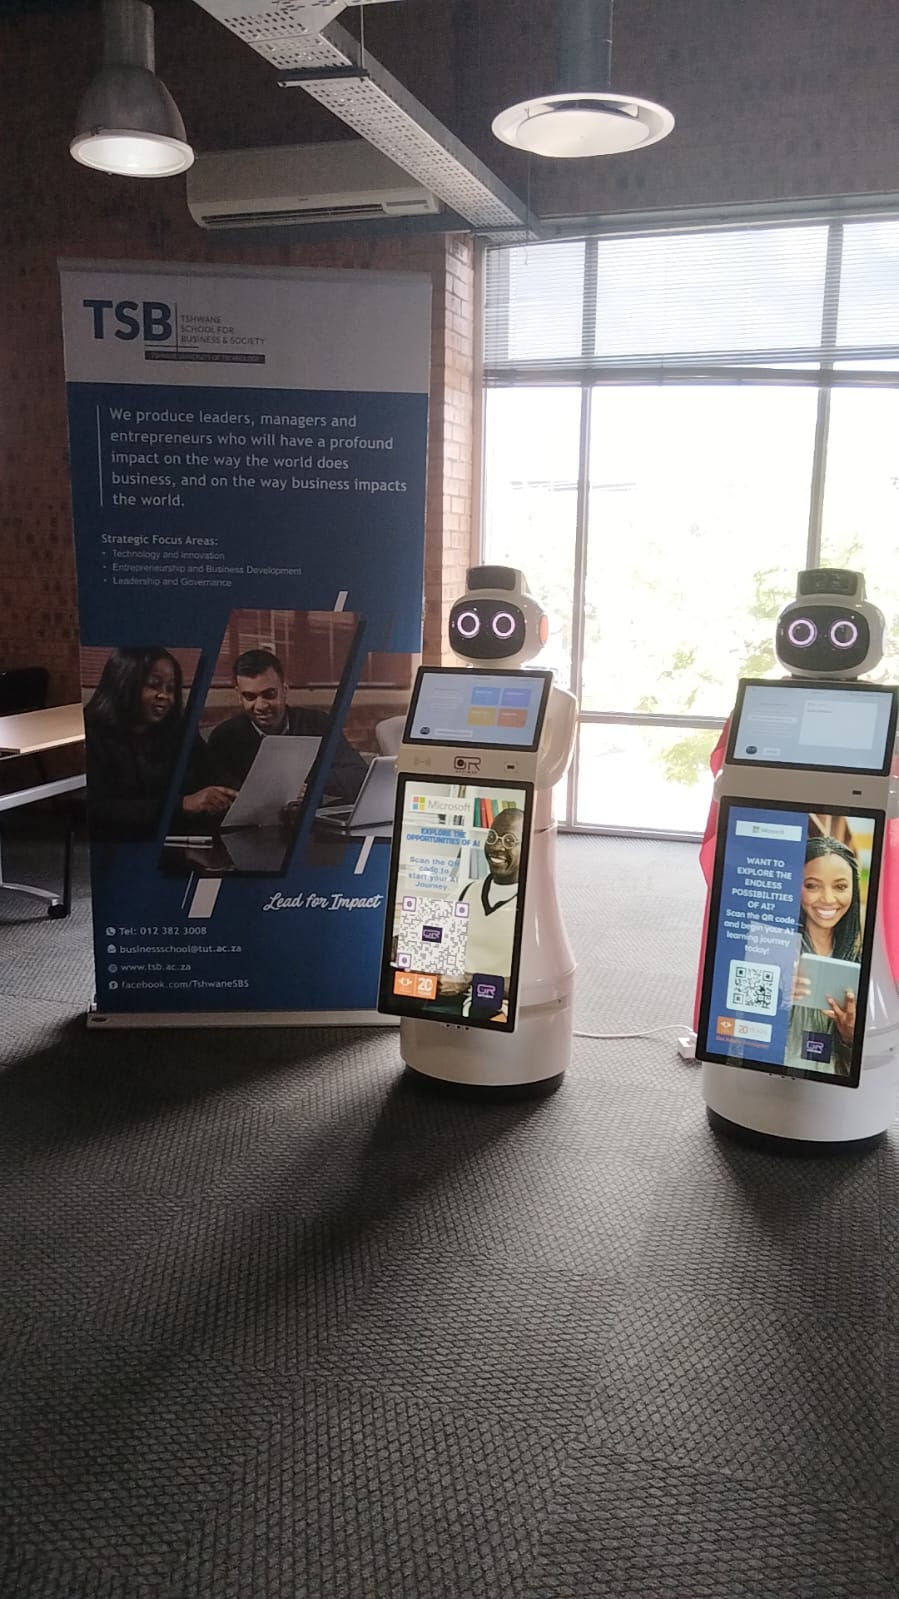 TSB
TSHWANE
SCHOOL FOR
BUSINESS & SOCIETY
TSHWANE UNIVERSITY OF TECHNOLOGY
We produce leaders, managers and
entrepreneurs who will have a profound
impact on the way the world does
business, and on the way business impacts
the world.
Strategic Focus Areas:
• Technology and Innovation
• Entrepreneurship and Business Development
• Leadership and Governance
Lead for Impact
Tel: 012 382 3008
businessschool@tut.ac.za
www.tsb.ac.za
facebook.com/TshwaneSBS
Microsoft
EXPLORE THE
OPPORTUNITIES OF AI
Scan the QR
code to
start your AI
Journey.
20
Microsoft
WANT TO
EXPLORE THE
ENDLESS
POSSIBILITIES
OF AI?
Scan the QR code
and begin your AI
learning journey
today!
20